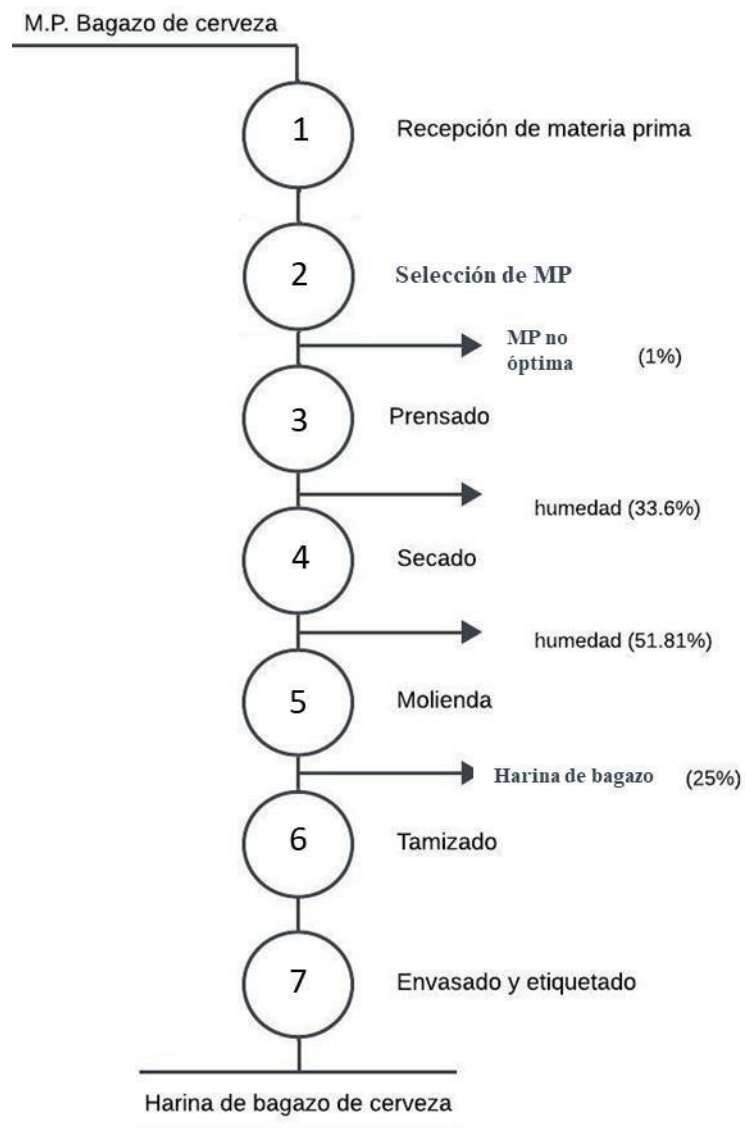 M.P. Bagazo de cerveza
1
Recepción de materia prima
2
Selección de MP
MP no
óptima
(1%)
3
Prensado
humedad (33.6%)
4
Secado
humedad (51.81%)
5
Molienda
Harina de bagazo (25%)
6
Tamizado
7
Envasado y etiquetado
Harina de bagazo de cerveza